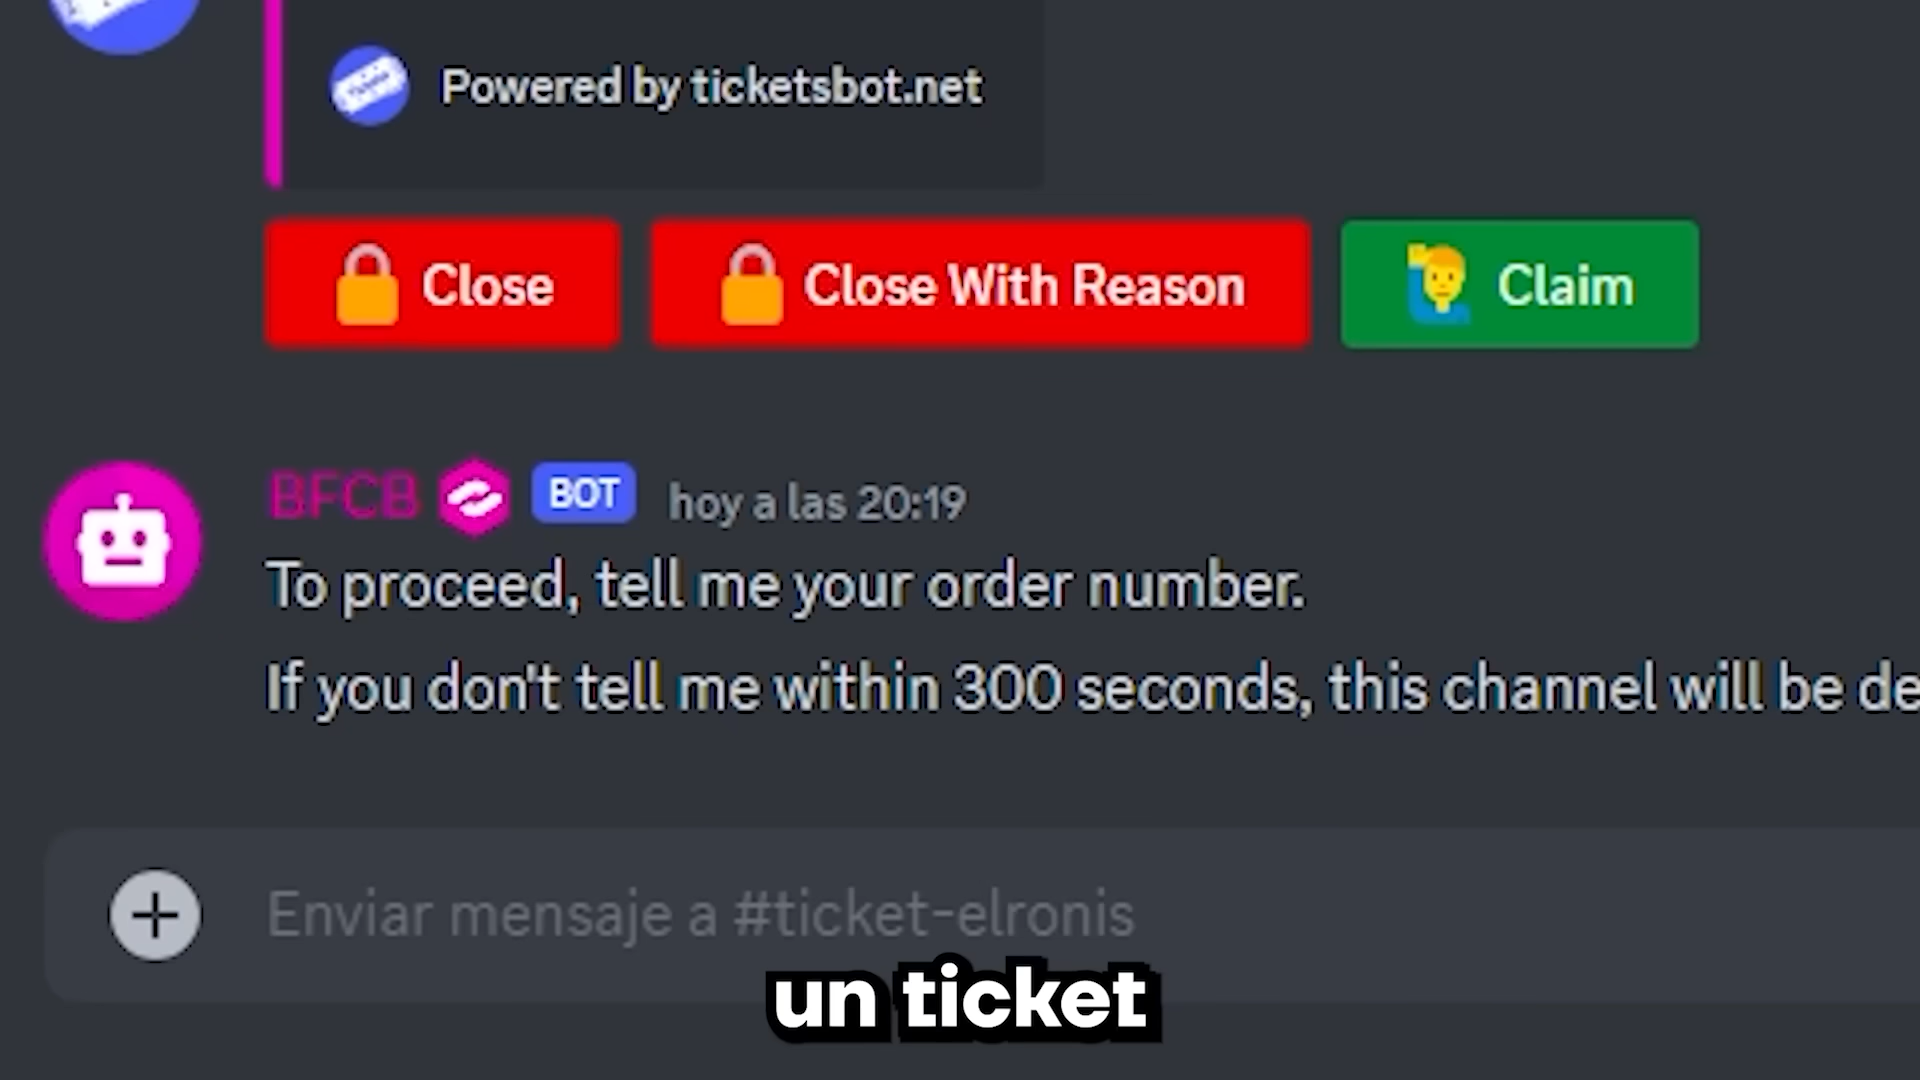 Powered by ticketsbot.net
Close
Close With Reason
Claim
BFCB BOT hoy a las 20:19
To proceed, tell me your order number.
If you don't tell me within 300 seconds, this channel will be de
Enviar mensaje a #ticket-elronis
un ticket